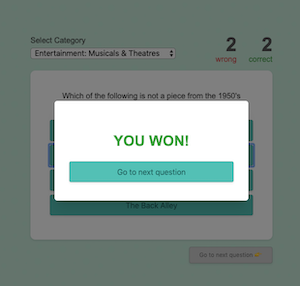 Select Category
Entertainment: Musicals & Theatres
2 2
wrong correct
Which of the following is not a piece from the 1950's
YOU WON!
Go to next question
The Back Alley
Go to next question